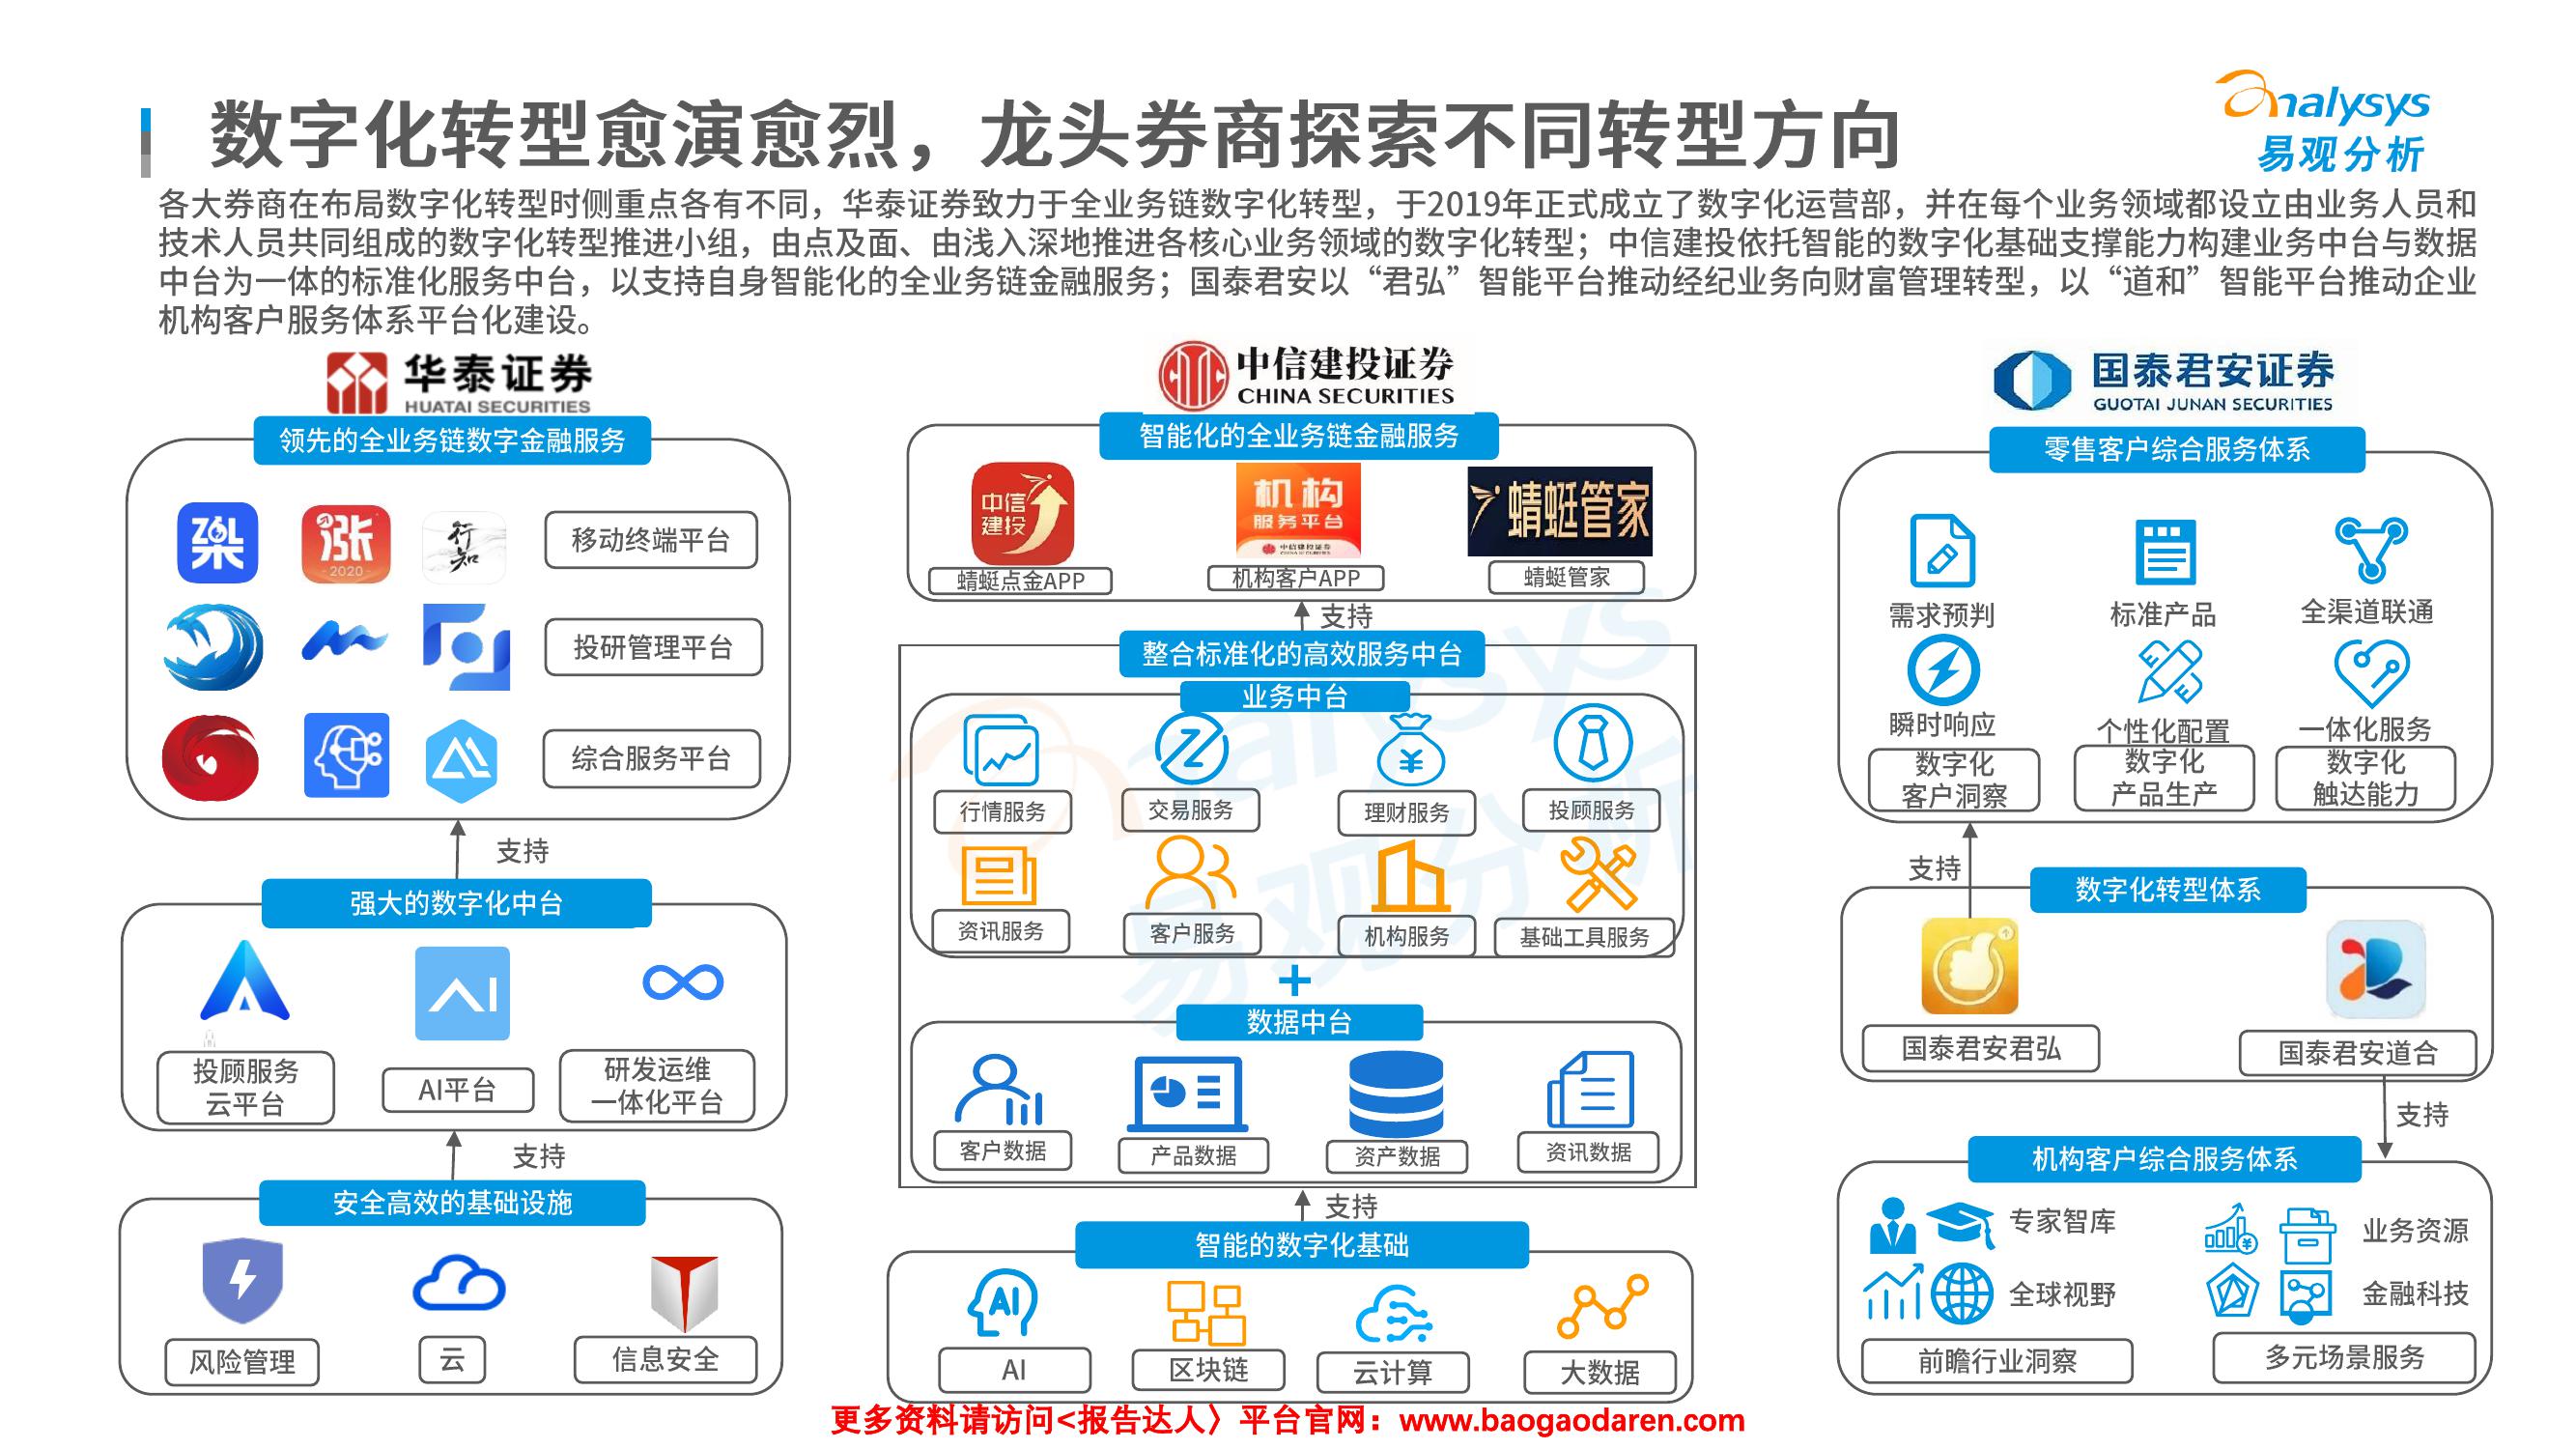 数字化转型愈演愈烈，龙头券商探索不同转型方向
analysys
易观分析
各大券商在布局数字化转型时侧重点各有不同，华泰证券致力于全业务链数字化转型，于2019年正式成立了数字化运营部，并在每个业务领域都设立由业务人员和
技术人员共同组成的数字化转型推进小组，由点及面、由浅入深地推进各核心业务领域的数字化转型；中信建投依托智能的数字化基础支撑能力构建业务中台与数据
中台为一体的标准化服务中台，以支持自身智能化的全业务链金融服务；国泰君安以“君弘”智能平台推动经纪业务向财富管理转型，以“道和”智能平台推动企业
机构客户服务体系平台化建设。
华泰证券
HUATAI SECURITIES
领先的全业务链数字金融服务
涨
2020
行知
移动终端平台
投研管理平台
综合服务平台
支持
强大的数字化中台
AI
投顾服务
云平台
AI平台
研发运维
一体化平台
支持
安全高效的基础设施
风险管理
云
信息安全
中信建投证券
CHINA SECURITIES
智能化的全业务链金融服务
中信
建投
机构
服务平台
中信建投证券
蜻蜓管家
蜻蜓点金APP
机构客户APP
蜻蜓管家
支持
整合标准化的高效服务中台
业务中台
行情服务
交易服务
理财服务
投顾服务
资讯服务
客户服务
机构服务
基础工具服务
+
数据中台
客户数据
产品数据
资产数据
资讯数据
支持
智能的数字化基础
AI
AI
区块链
云计算
大数据
国泰君安证券
GUOTAI JUNAN SECURITIES
零售客户综合服务体系
需求预判
标准产品
全渠道联通
瞬时响应
个性化配置
一体化服务
数字化
客户洞察
数字化
产品生产
数字化
触达能力
支持
数字化转型体系
国泰君安君弘
国泰君安道合
支持
机构客户综合服务体系
专家智库
业务资源
全球视野
金融科技
前瞻行业洞察
多元场景服务
analysys
易观分析
更多资料请访问<报告达人〉平台官网：www.baogaodaren.com